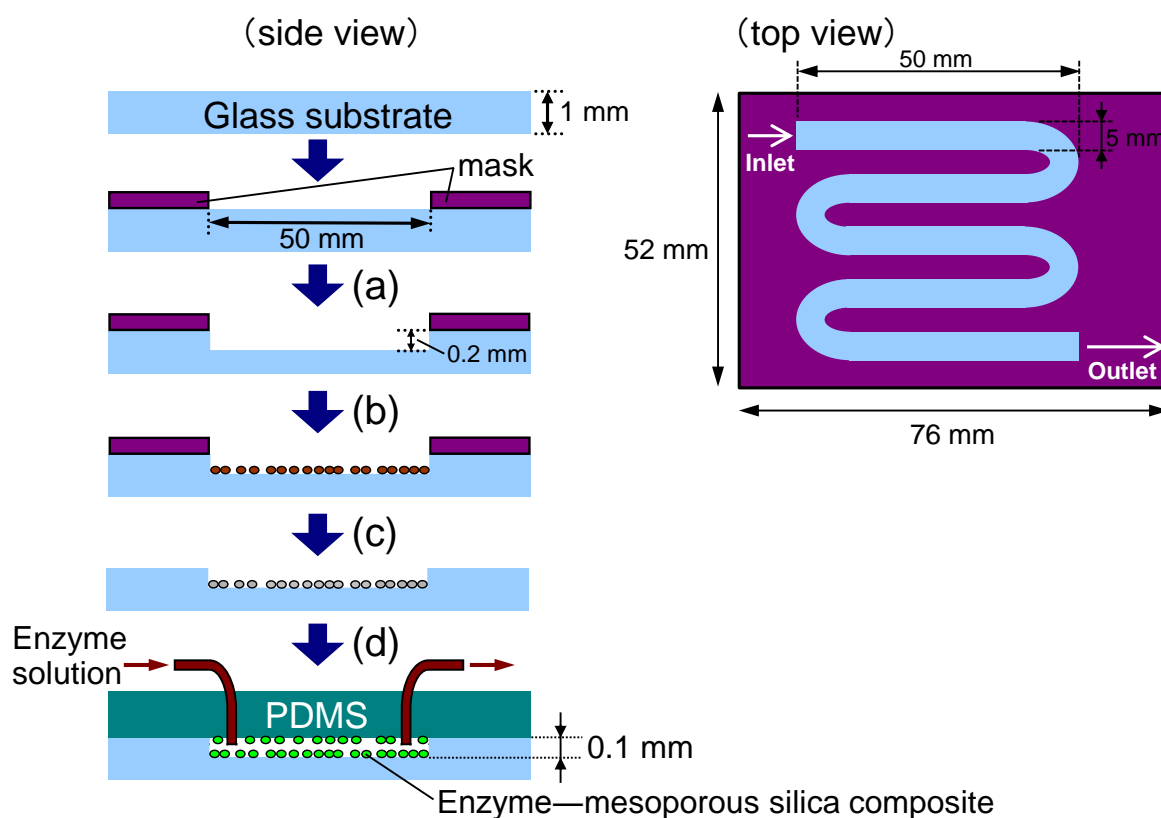 (side view)
Glass substrate
1 mm
mask
50 mm
(a)
0.2 mm
(b)
(c)
(d)
Enzyme
solution
PDMS
0.1 mm
Enzyme—mesoporous silica composite
(top view)
50 mm
5 mm
Inlet
52 mm
Outlet
76 mm